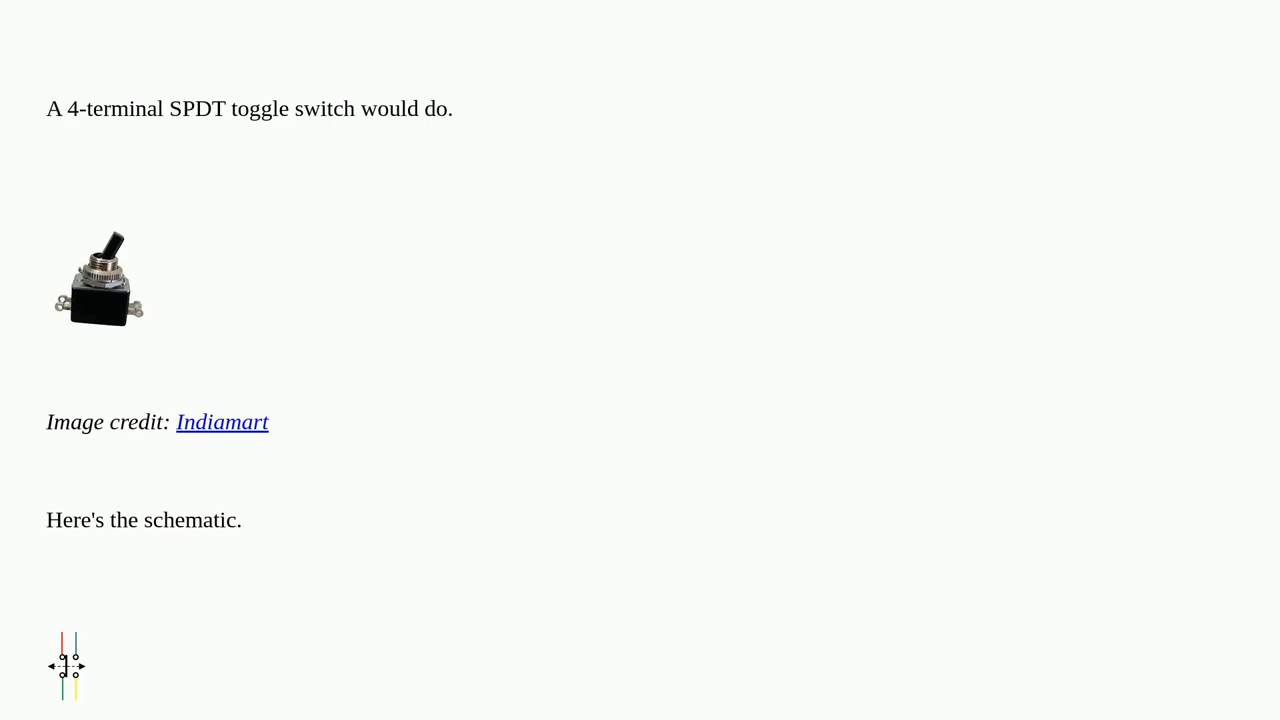 A 4-terminal SPDT toggle switch would do.
Image credit: Indiamart
Here's the schematic.